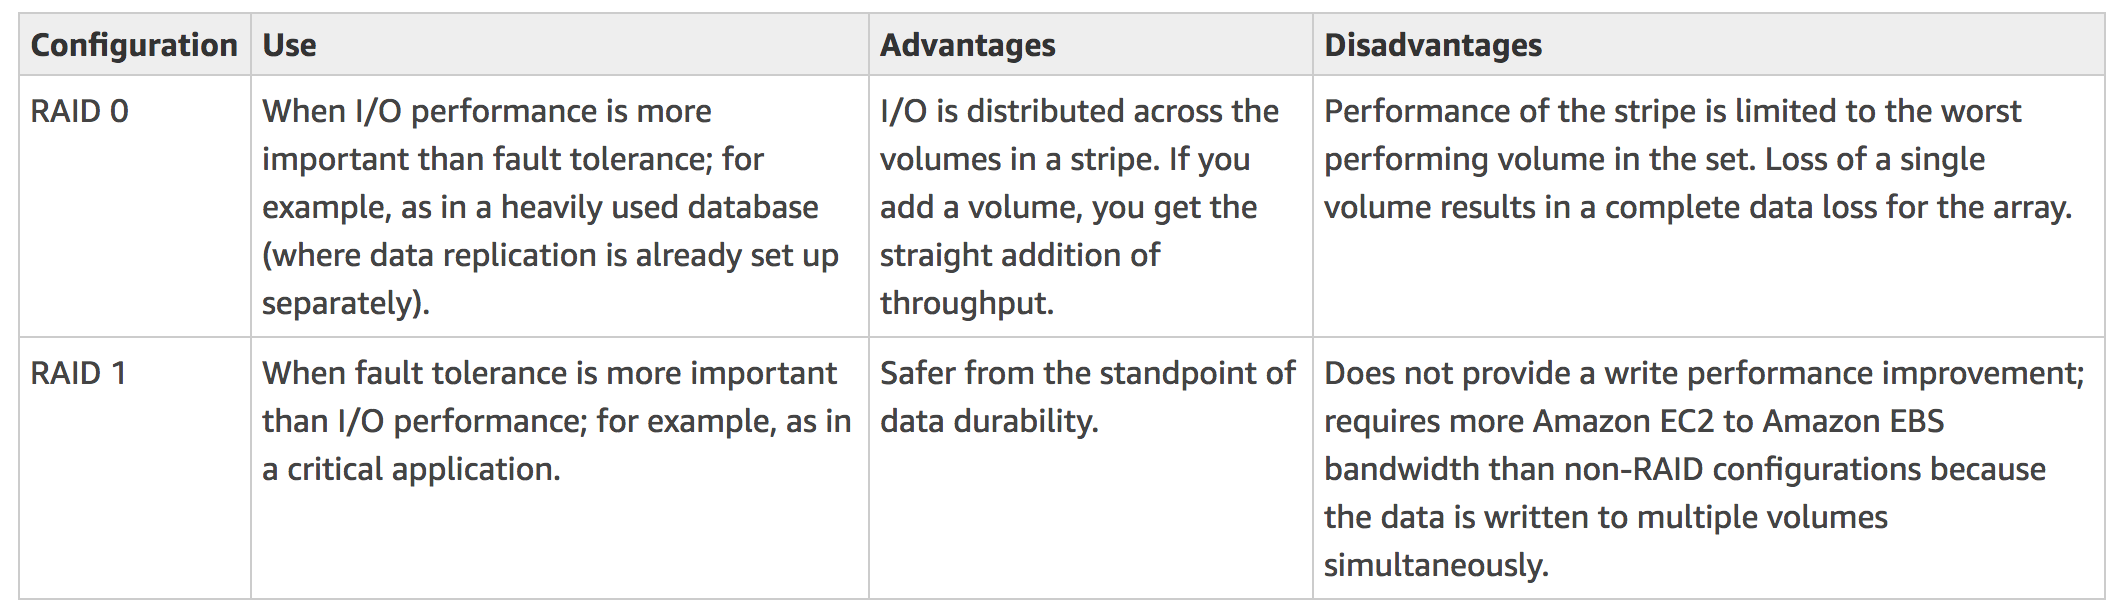 Configuration
Use
Advantages
Disadvantages
RAID 0
When I/O performance is more
important than fault tolerance; for
example, as in a heavily used database
(where data replication is already set up
separately).
I/O is distributed across the
volumes in a stripe. If you
add a volume, you get the
straight addition of
throughput.
Performance of the stripe is limited to the worst
performing volume in the set. Loss of a single
volume results in a complete data loss for the array.
RAID 1
When fault tolerance is more important
than I/O performance; for example, as in
a critical application.
Safer from the standpoint of
data durability.
Does not provide a write performance improvement;
requires more Amazon EC2 to Amazon EBS
bandwidth than non-RAID configurations because
the data is written to multiple volumes
simultaneously.